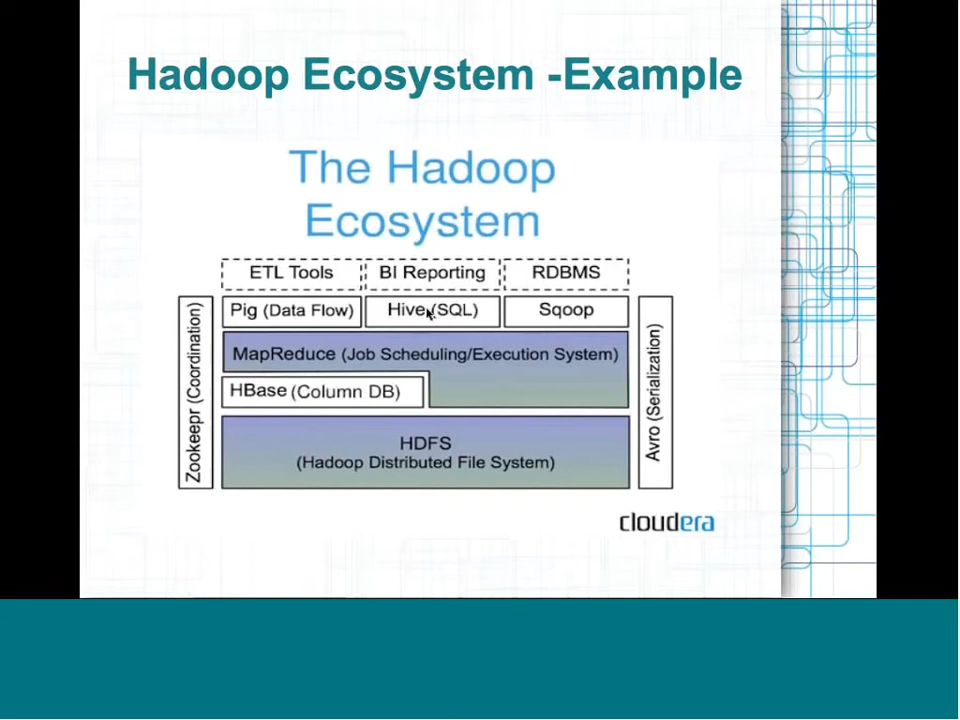 Hadoop Ecosystem -Example
The Hadoop
Ecosystem
ETL Tools
BI Reporting
RDBMS
Pig (Data Flow)
Hive (SQL)
Sqoop
Zookeepr (Coordination)
MapReduce (Job Scheduling/Execution System)
HBase (Column DB)
HDFS
(Hadoop Distributed File System)
Avro (Serialization)
cloudera